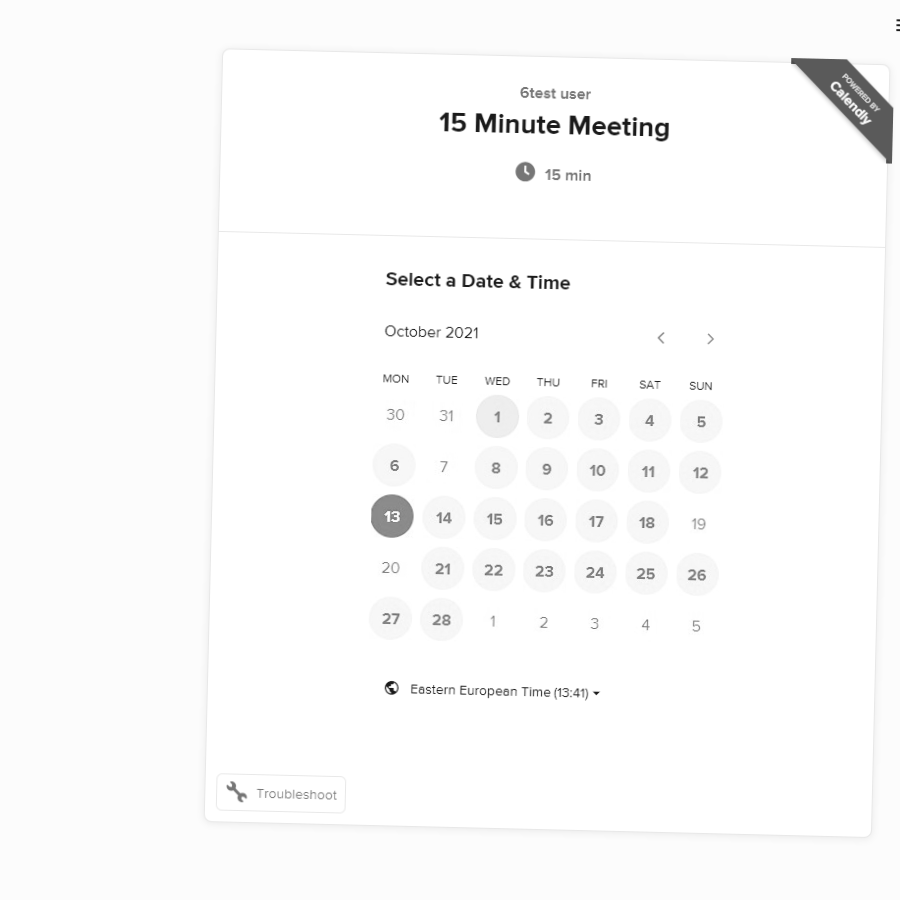 POWERED BY
Calendly
6test user
15 Minute Meeting
15 min
Select a Date & Time
October 2021
MON TUE WED THU FRI SAT SUN
30 31 1 2 3 4 5
6 7 8 9 10 11 12
13 14 15 16 17 18 19
20 21 22 23 24 25 26
27 28 1 2 3 4 5
Eastern European Time (13:41)
Troubleshoot